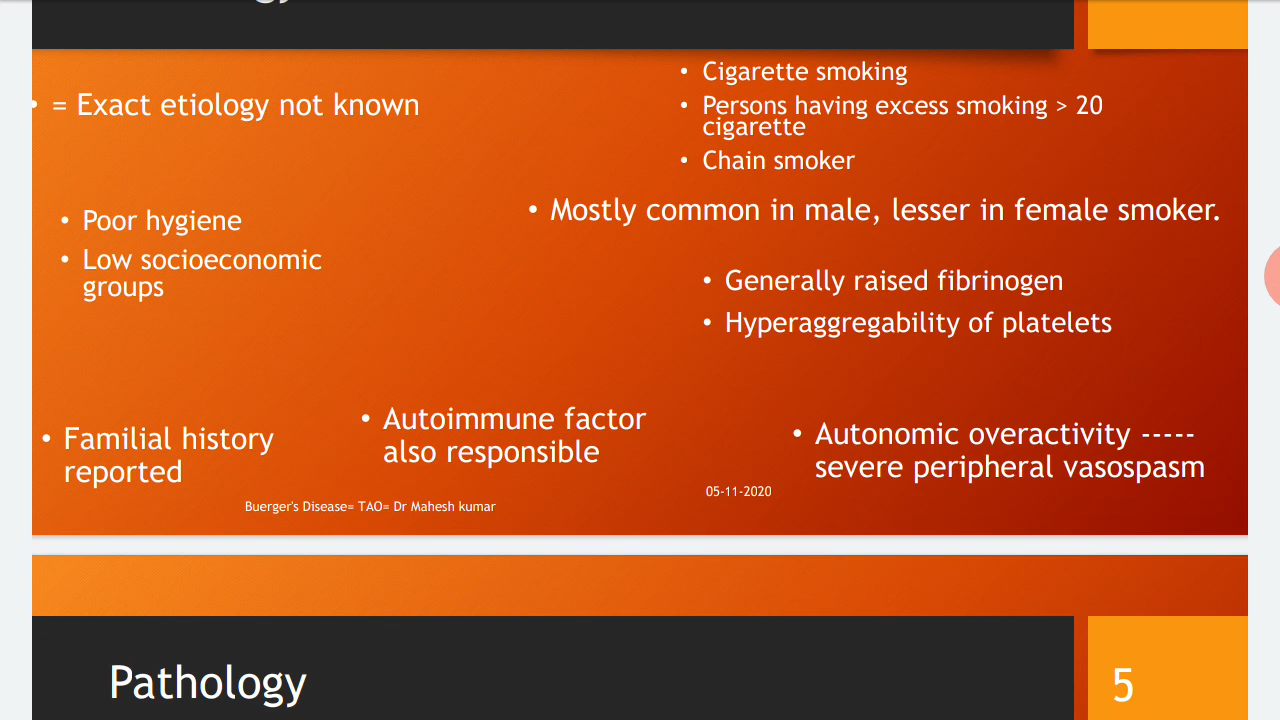 • = Exact etiology not known
• Cigarette smoking
• Persons having excess smoking > 20
cigarette
• Chain smoker
• Mostly common in male, lesser in female smoker.
• Poor hygiene
• Low socioeconomic
groups
• Generally raised fibrinogen
• Hyperaggregability of platelets
• Familial history
reported
• Autoimmune factor
also responsible
• Autonomic overactivity -----
severe peripheral vasospasm
05-11-2020
Buerger's Disease= TAO= Dr Mahesh kumar
Pathology
5